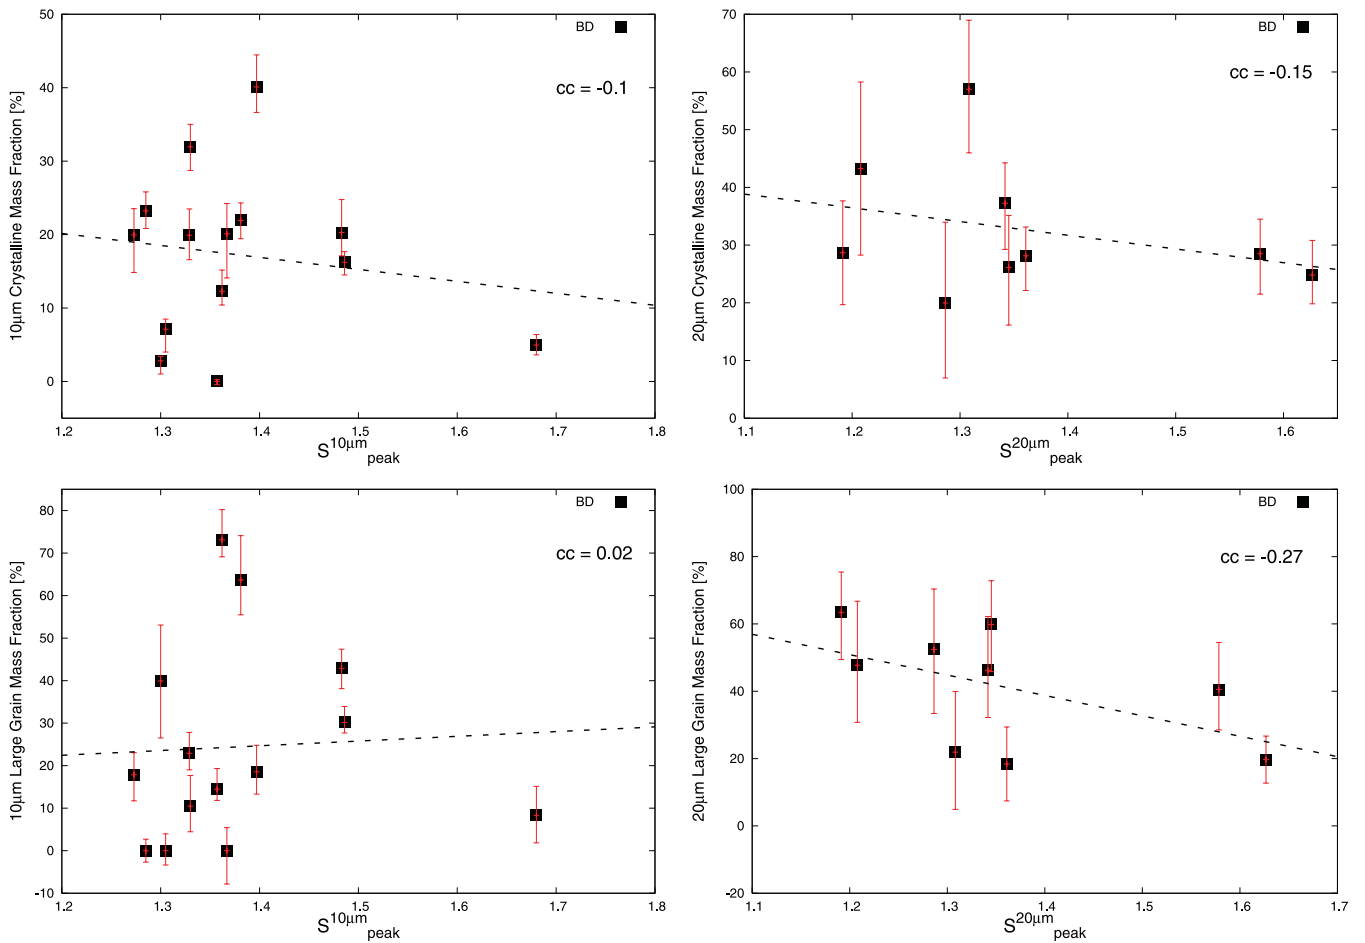 50
40
30
20
10
0
10μm Crystalline Mass Fraction [%]
BD
cc = -0.1
1.2 1.3 1.4 1.5 1.6 1.7 1.8
S10μm peak
70
60
50
40
30
20
10
0
20μm Crystalline Mass Fraction [%]
BD
cc = -0.15
1.1 1.2 1.3 1.4 1.5 1.6
S20μm peak
80
70
60
50
40
30
20
10
0
-10
10μm Large Grain Mass Fraction [%]
BD
cc = 0.02
1.2 1.3 1.4 1.5 1.6 1.7 1.8
S10μm peak
100
80
60
40
20
0
-20
20μm Large Grain Mass Fraction [%]
BD
cc = -0.27
1.1 1.2 1.3 1.4 1.5 1.6 1.7
S20μm peak